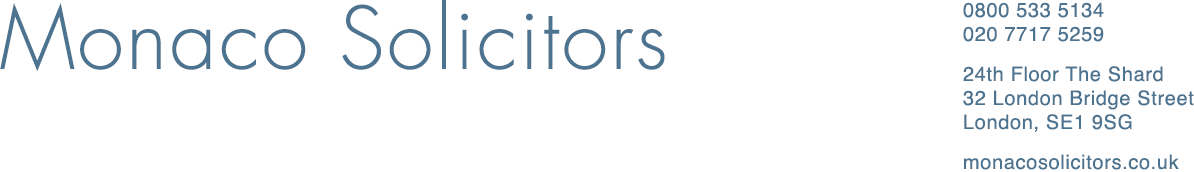 Monaco Solicitors
0800 533 5134
020 7717 5259
24th Floor The Shard
32 London Bridge Street
London, SE1 9SG
monacosolicitors.co.uk